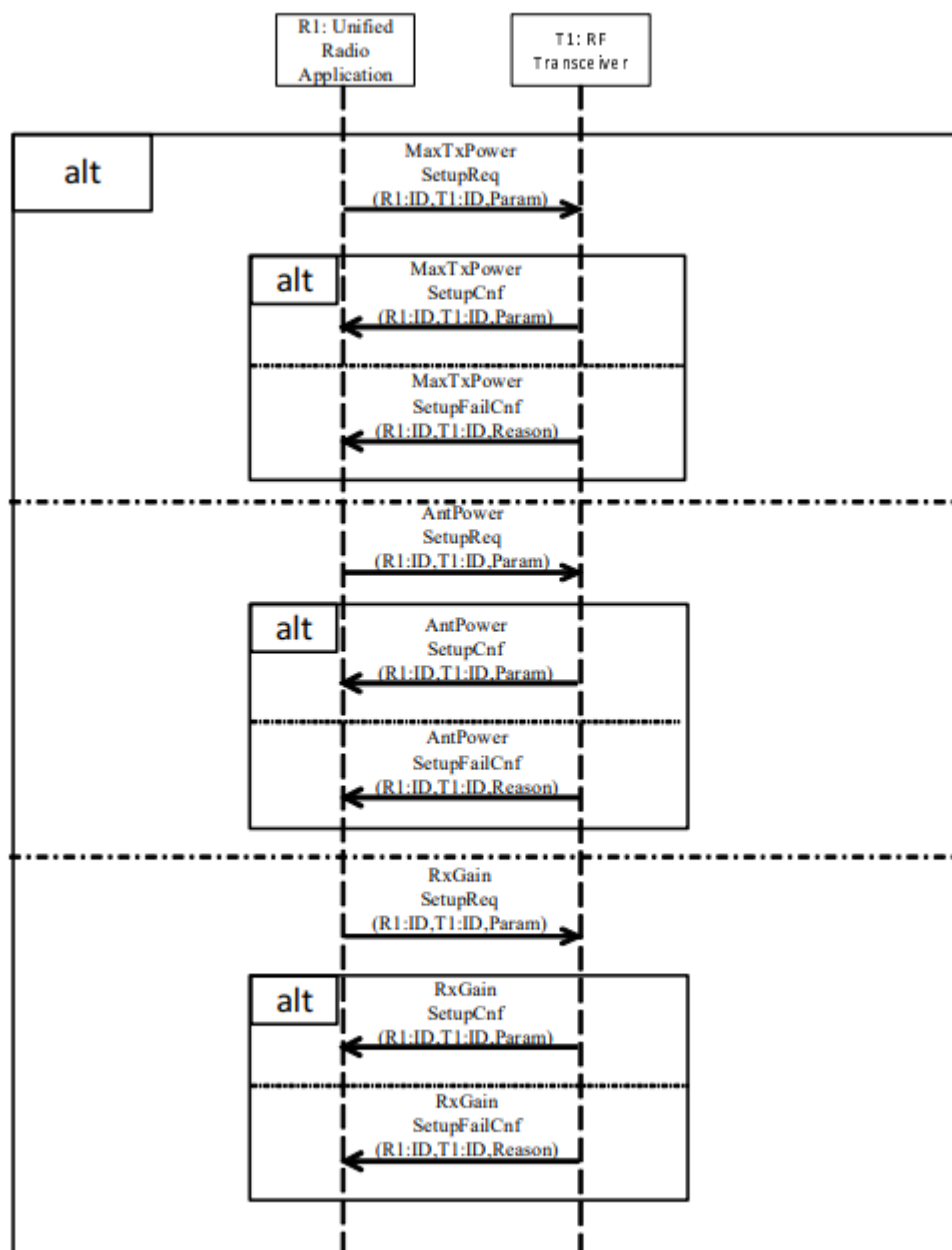 R1: Unified
Radio
Application
T1: RF
Transceiver
alt
MaxTxPower
SetupReq
(R1:ID,T1:ID,Param)
alt
MaxTxPower
SetupCnf
(R1:ID,T1:ID,Param)
MaxTxPower
SetupFailCnf
(R1:ID,T1:ID,Reason)
AntPower
SetupReq
(R1:ID,T1:ID,Param)
alt
AntPower
SetupCnf
(R1:ID,T1:ID,Param)
AntPower
SetupFailCnf
(R1:ID,T1:ID,Reason)
RxGain
SetupReq
(R1:ID,T1:ID,Param)
alt
RxGain
SetupCnf
(R1:ID,T1:ID,Param)
RxGain
SetupFailCnf
(R1:ID,T1:ID,Reason)